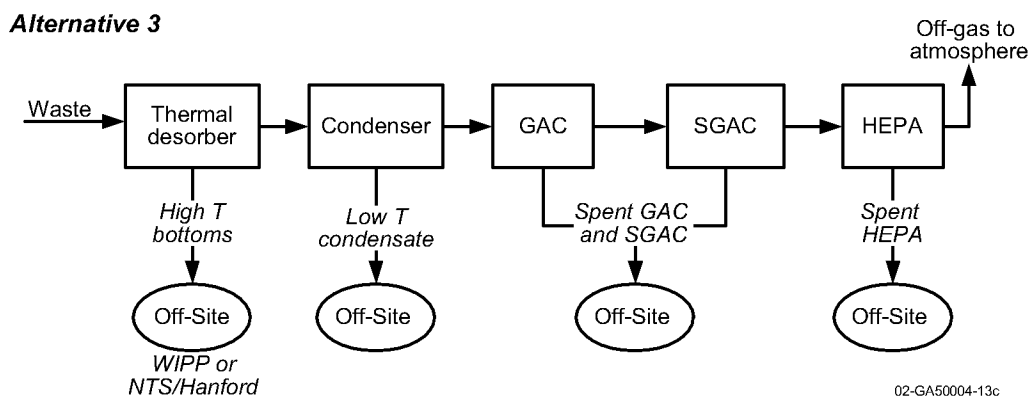 Alternative 3
Off-gas to
atmosphere
Waste
Thermal
desorber
Condenser
GAC
SGAC
HEPA
High T
bottoms
Low T
condensate
Spent GAC
and SGAC
Spent
HEPA
Off-Site
Off-Site
Off-Site
Off-Site
WIPP or
NTS/Hanford
02-GA50004-13c